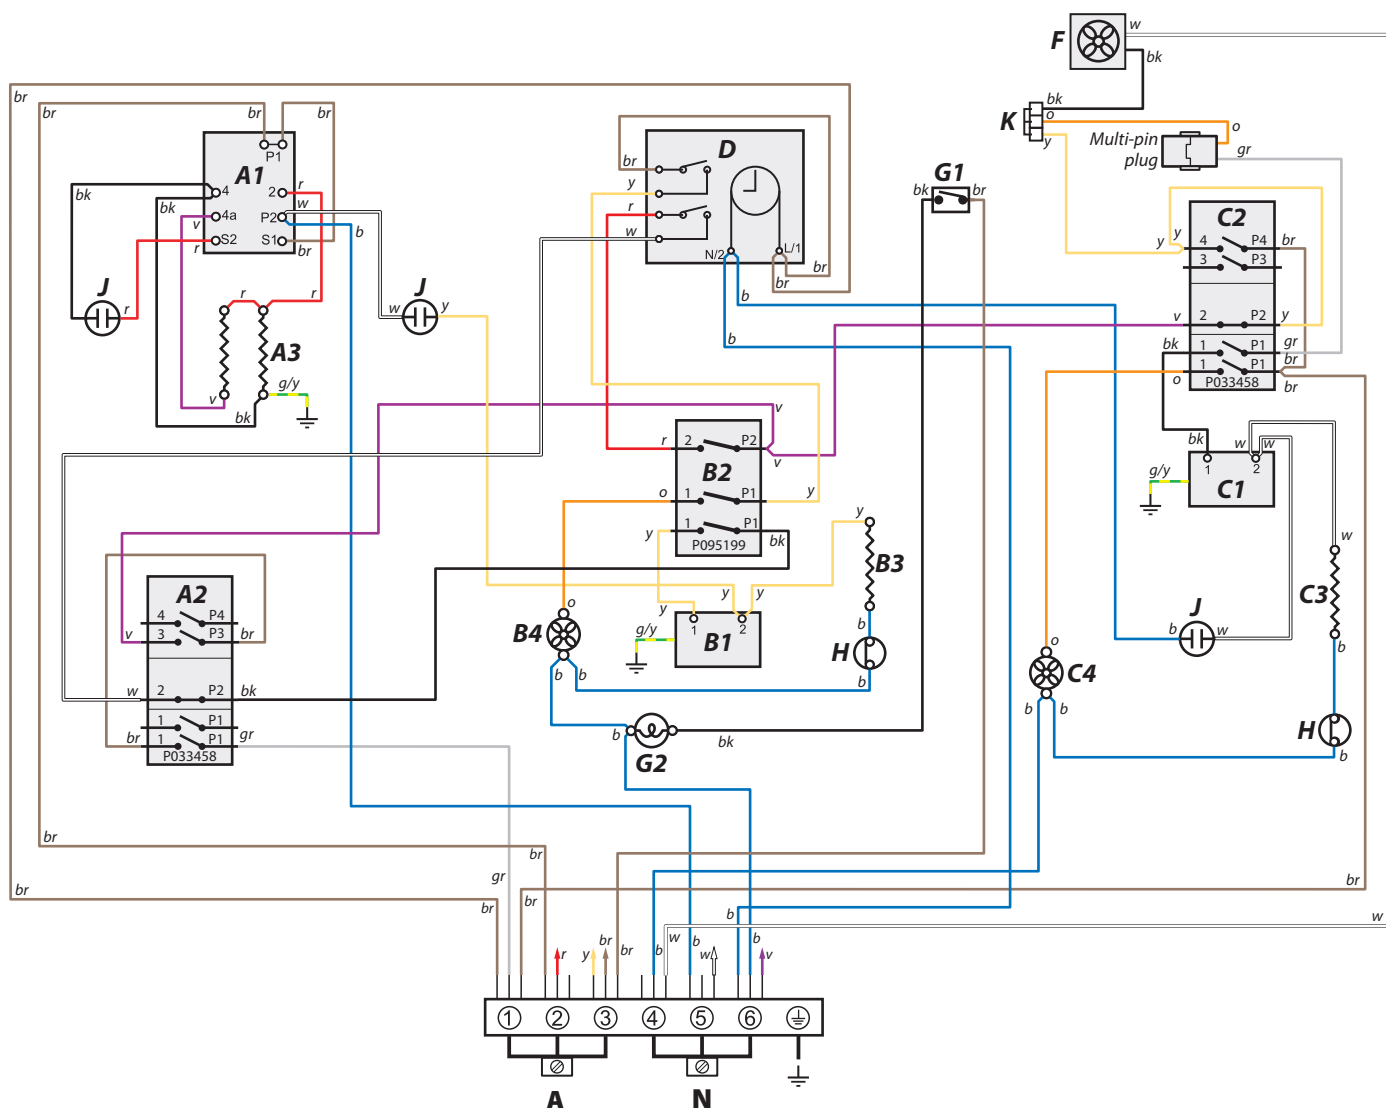 F
w
bk
br
br
br
br
bk
o
y
K
Multi-pin
plug
o
gr
P1
A1
bk
bk
4
2
r
w
4a
P2
v
b
S2
S1
r
br
D
br
y
r
w
N/2
L/1
br
br
G1
bk
br
C2
y
y
4
P4
br
3
P3
v
2
P2
y
bk
1
P1
gr
br
o
1
P1
br
P033458
J
r
w
J
y
r
r
A3
v
g/y
bk
b
b
v
v
r
2
P2
B2
o
1
P1
y
y
1
P1
bk
P095199
bk
w
w
g/y
1
2
C1
y
B3
w
C3
A2
4
P4
v
3
P3
br
w
2
P2
bk
1
P1
br
1
P1
gr
P033458
y
y
y
o
B4
g/y
1
2
B1
b
H
b
b
b
J
b
w
o
C4
b
b
b
H
b
b
G2
bk
br
br
gr
br
br
br
br
br
r
y
br
br
b
w
b
w
b
b
v
w
1
2
3
4
5
6
A
N